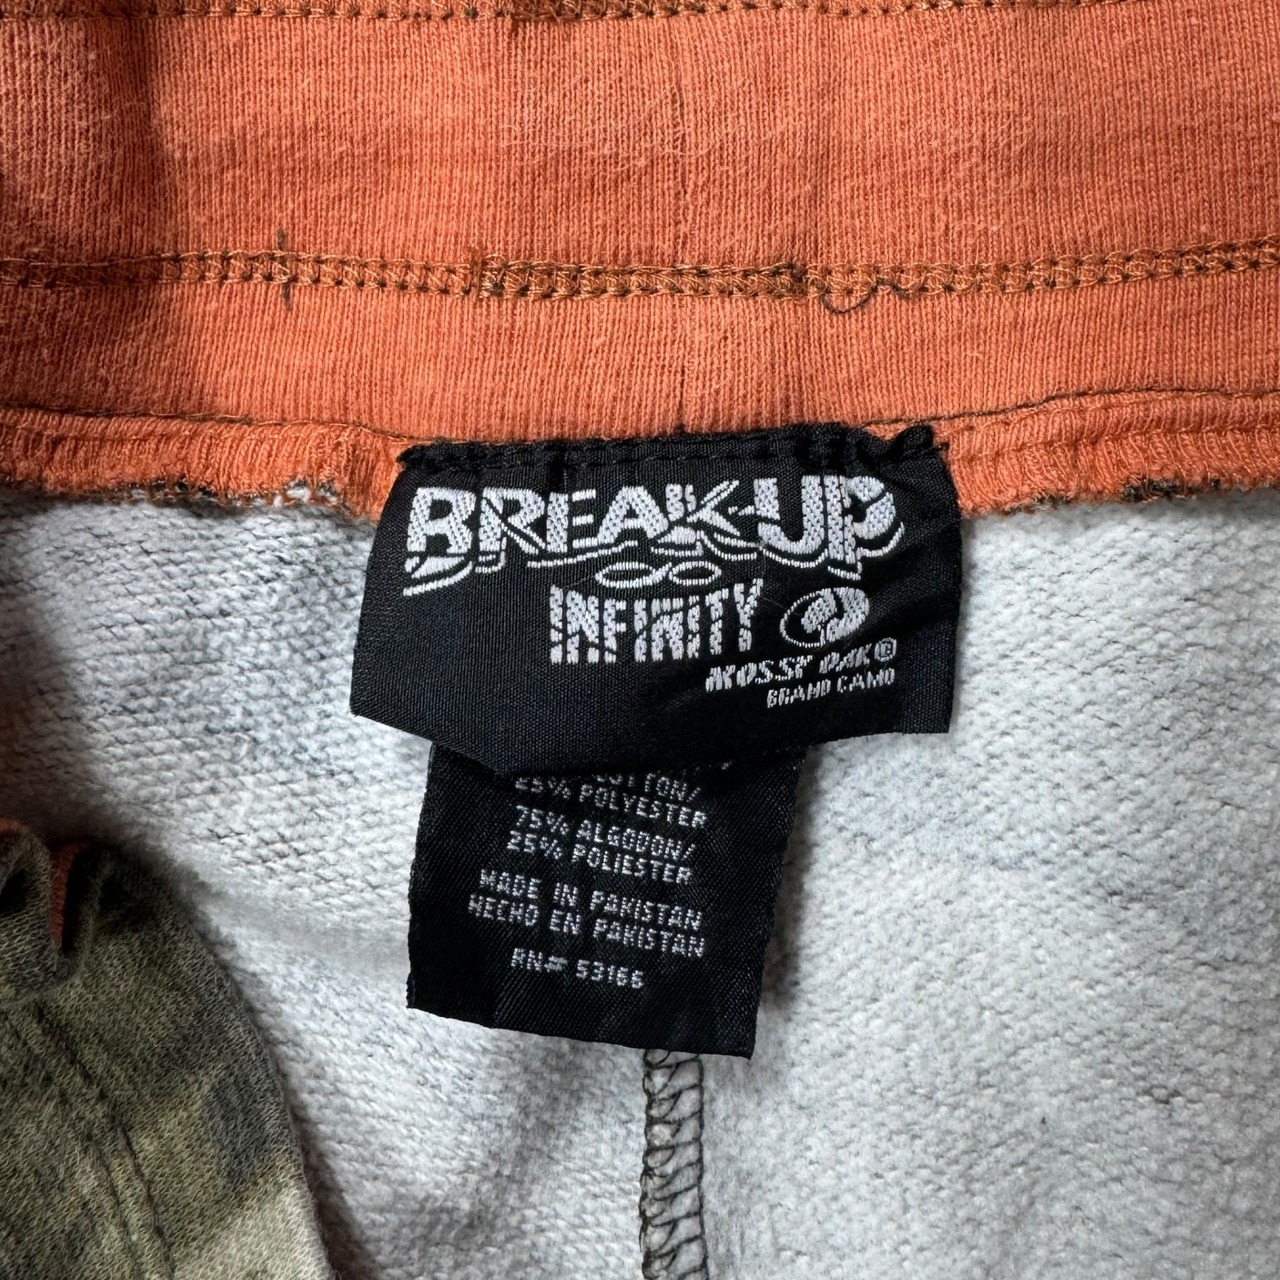 BREAK-UP
INFINITY
MOSSY OAK®
BRAND CAMO
COTTON/
25% POLYESTER
75% ALGODON/
25% POLIESTER
MADE IN PAKISTAN
HECHO EN PAKISTAN
RN# 53166